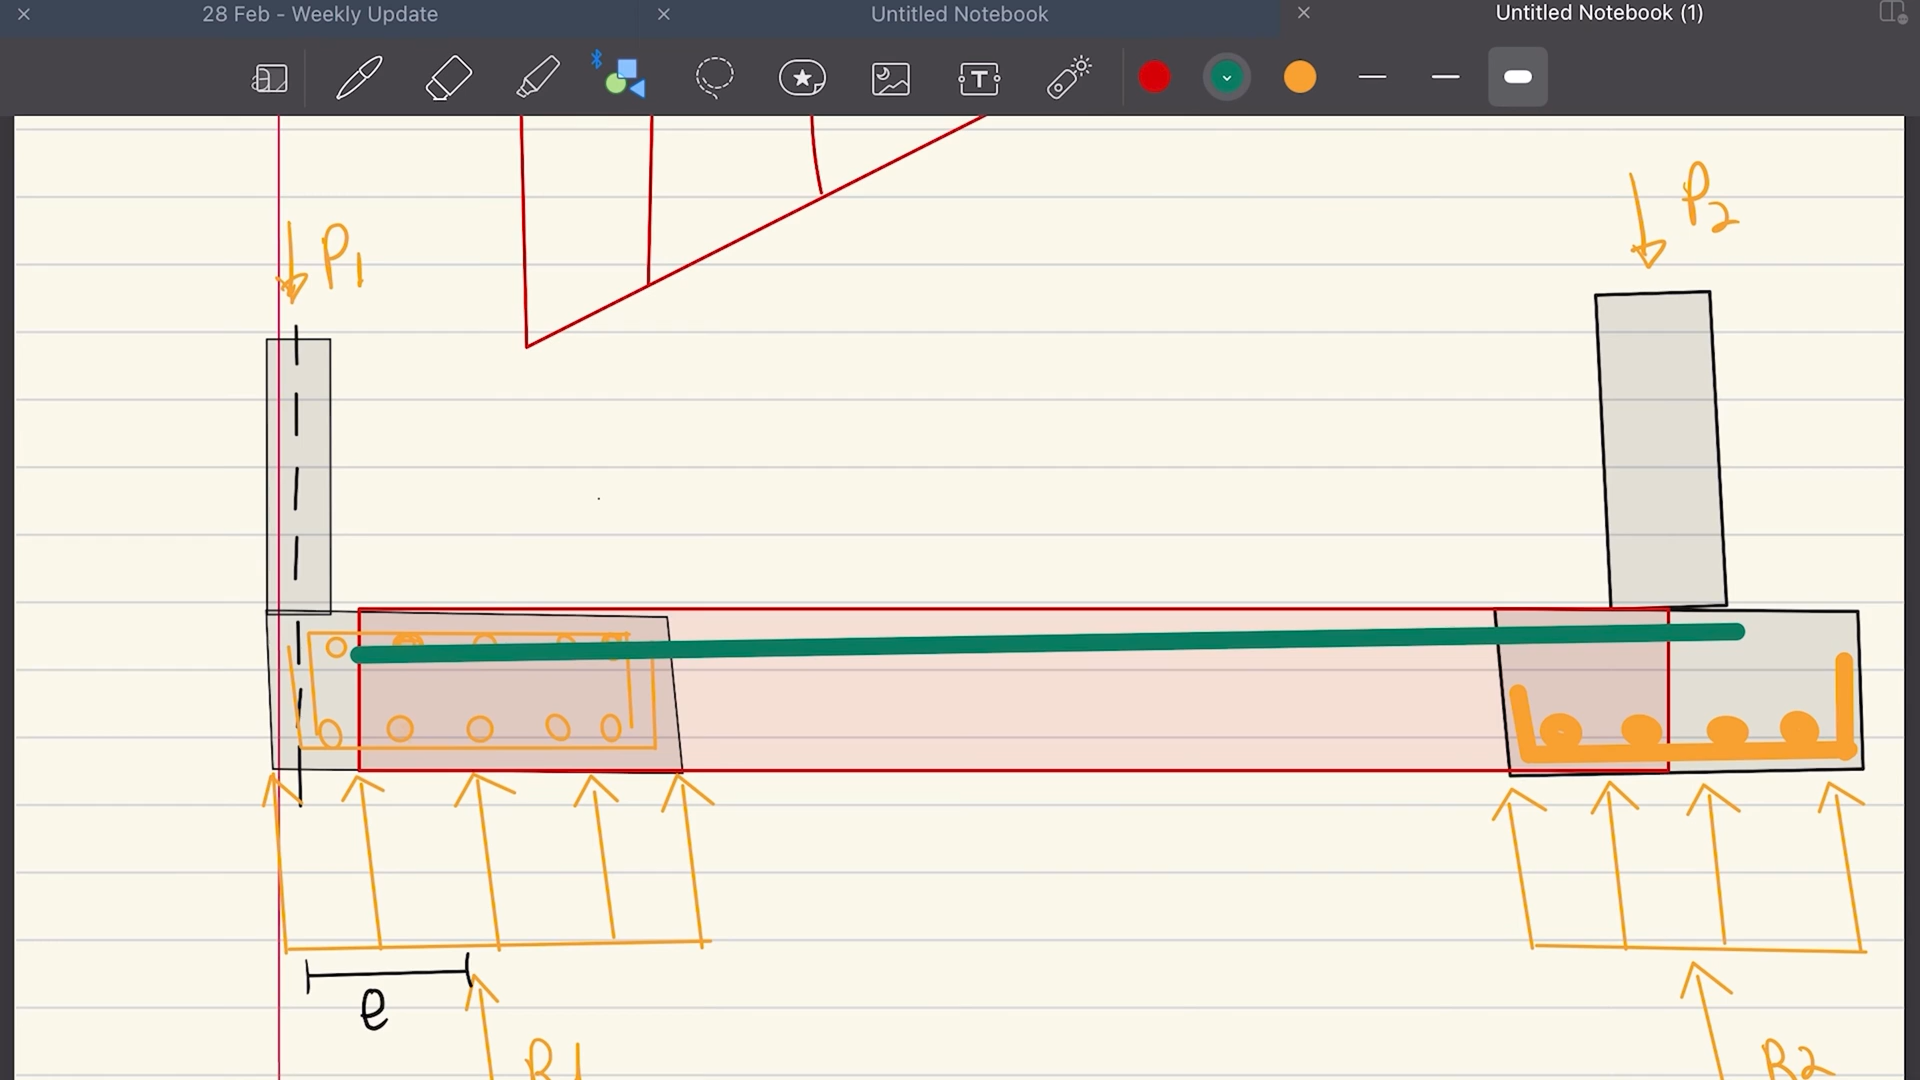 28 Feb - Weekly Update
Untitled Notebook
Untitled Notebook (1)
T
P1
P2
e
R1
R2